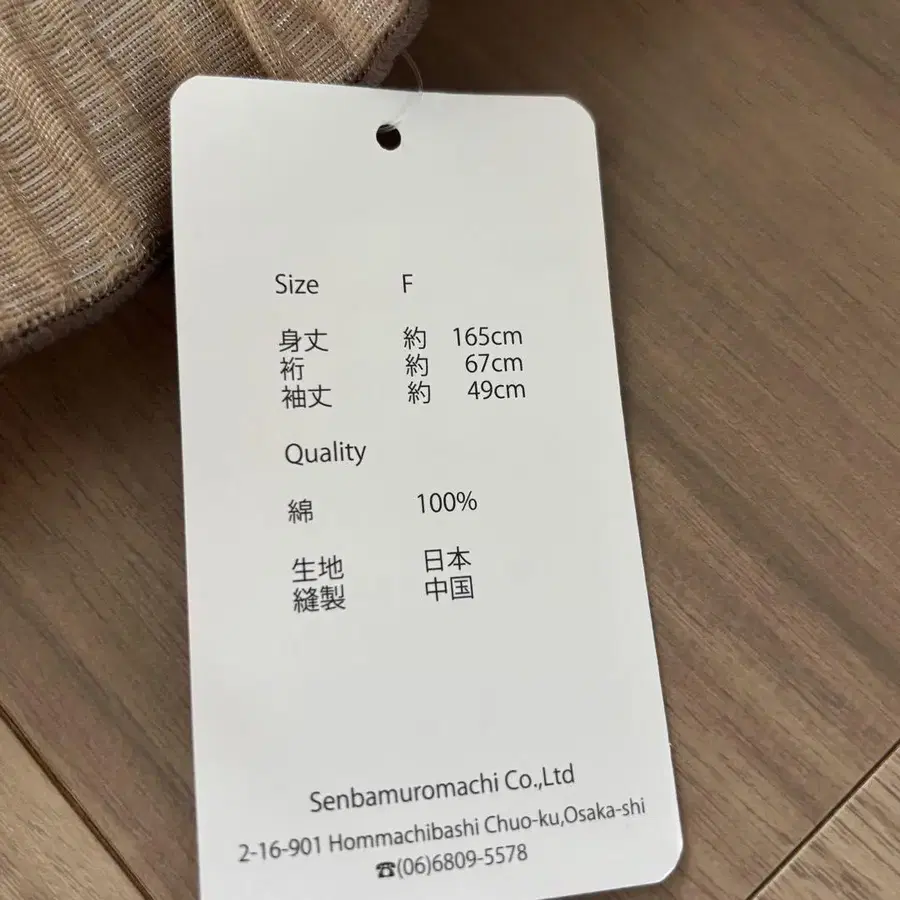 Size F
身丈 約 165cm
裄 約 67cm
袖丈 約 49cm
Quality
綿 100%
生地 日本
縫製 中国
Senbamuromachi Co.,Ltd
2-16-901 Hommachibashi Chuo-ku,Osaka-shi
☎(06)6809-5578